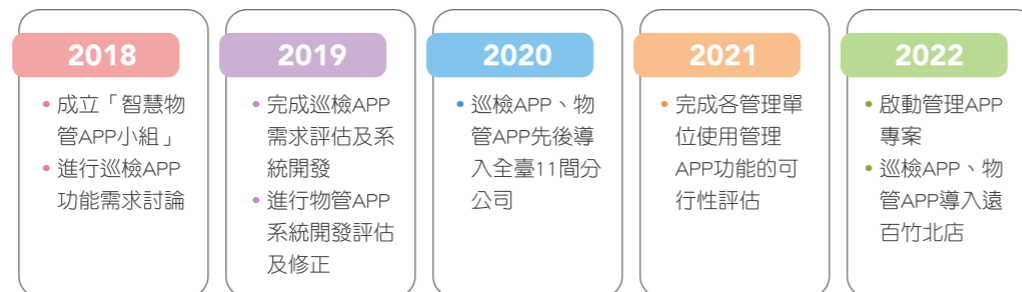 2018
• 成立「智慧物
管APP小組」
• 進行巡檢APP
功能需求討論
2019
• 完成巡檢APP
需求評估及系
統開發
• 進行物管APP
系統開發評估
及修正
2020
• 巡檢APP、物
管APP先後導
入全臺11間分
公司
2021
• 完成各管理單
位使用管理
APP功能的可
行性評估
2022
• 啟動管理APP
專案
• 巡檢APP、物
管APP導入遠
百竹北店